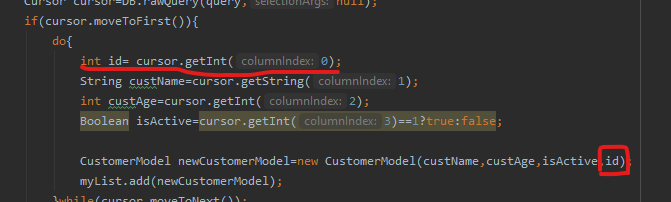 Cursor cursor=DB.rawQuery(query, selectionArgs: null);
if(cursor.moveToFirst()){
do{
int id= cursor.getInt( columnIndex: 0);
String custName=cursor.getString( columnIndex: 1);
int custAge=cursor.getInt( columnIndex: 2);
Boolean isActive=cursor.getInt( columnIndex: 3)==1?true:false;
CustomerModel newCustomerModel=new CustomerModel(custName,custAge,isActive,id);
myList.add(newCustomerModel);
}while(cursor.moveToNext());